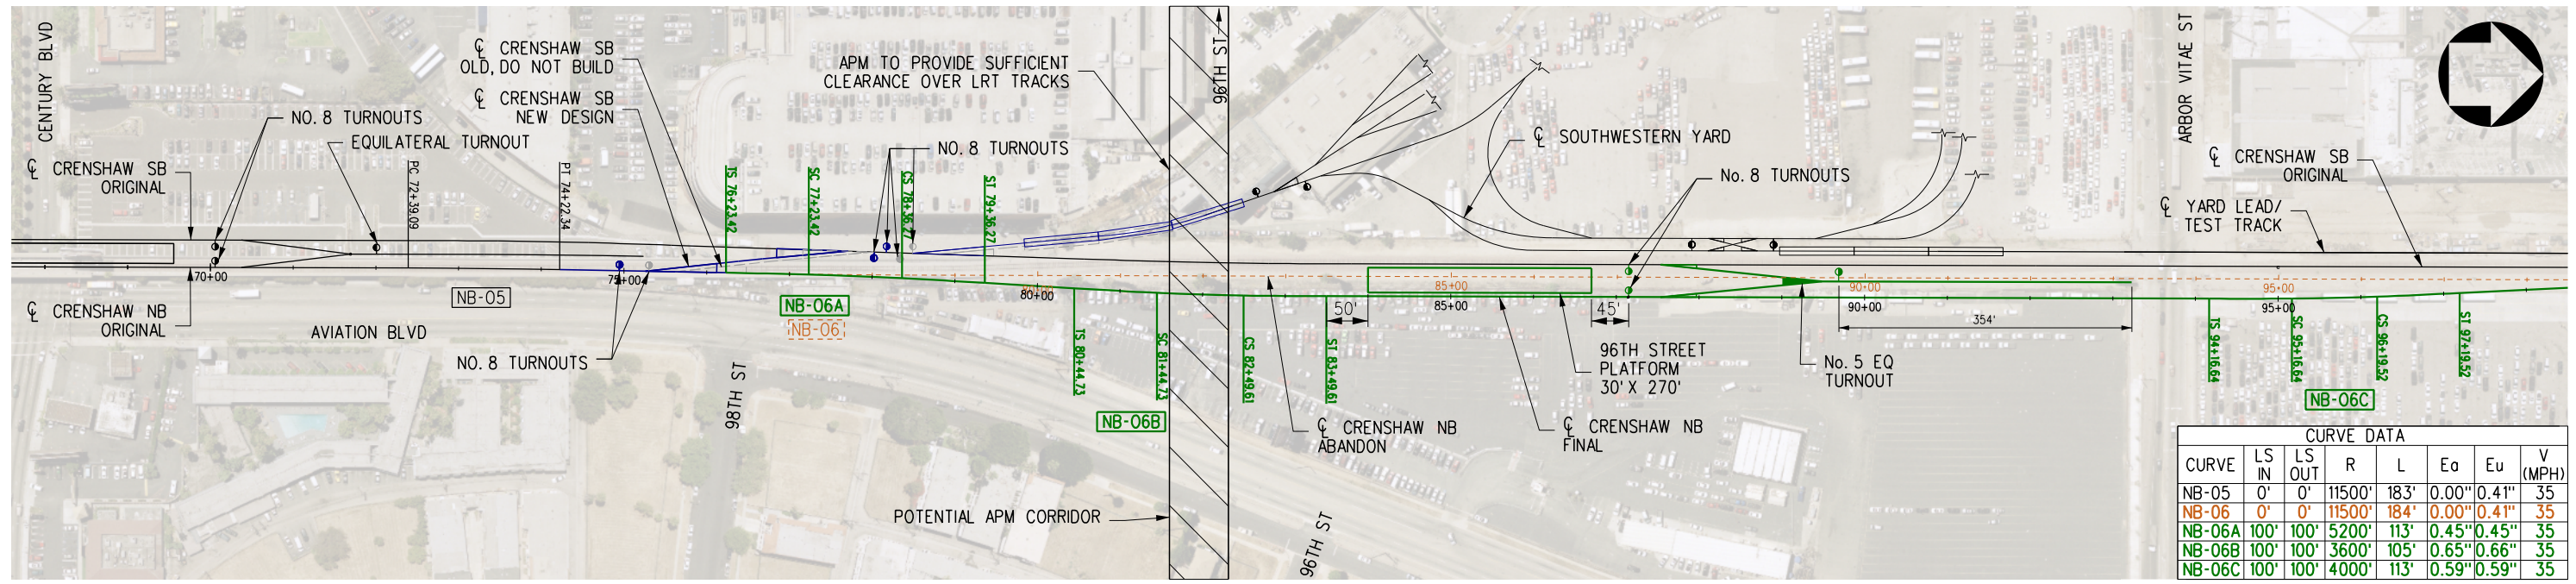 CENTURY BLVD
℄ CRENSHAW SB
ORIGINAL
NO. 8 TURNOUTS
EQUILATERAL TURNOUT
℄ CRENSHAW SB
OLD, DO NOT BUILD
℄ CRENSHAW SB
NEW DESIGN
APM TO PROVIDE SUFFICIENT
CLEARANCE OVER LRT TRACKS
96TH ST
NO. 8 TURNOUTS
℄ SOUTHWESTERN YARD
No. 8 TURNOUTS
ARBOR VITAE ST
℄ CRENSHAW SB
ORIGINAL
℄ YARD LEAD/
TEST TRACK
PC 72+39.09
PT 74+22.34
TS 76+23.42
SC 77+23.42
CS 78+36.27
ST 79+36.27
70+00
75+00
80+00
80+00
85+00
85+00
90+00
90+00
95+00
95+00
℄ CRENSHAW NB
ORIGINAL
NB-05
AVIATION BLVD
NO. 8 TURNOUTS
NB-06A
NB-06
98TH ST
TS 80+44.73
SC 81+44.73
NB-06B
CS 82+49.61
ST 83+49.61
50'
45'
354'
96TH STREET
PLATFORM
30' X 270'
No. 5 EQ
TURNOUT
℄ CRENSHAW NB
ABANDON
℄ CRENSHAW NB
FINAL
POTENTIAL APM CORRIDOR
96TH ST
TS 94+16.64
SC 95+16.64
CS 96+19.52
ST 97+19.52
NB-06C
CURVE DATA
CURVE LS IN LS OUT R L Ea Eu V (MPH)
NB-05 0' 0' 11500' 183' 0.00" 0.41" 35
NB-06 0' 0' 11500' 184' 0.00" 0.41" 35
NB-06A 100' 100' 5200' 113' 0.45" 0.45" 35
NB-06B 100' 100' 3600' 105' 0.65" 0.66" 35
NB-06C 100' 100' 4000' 113' 0.59" 0.59" 35